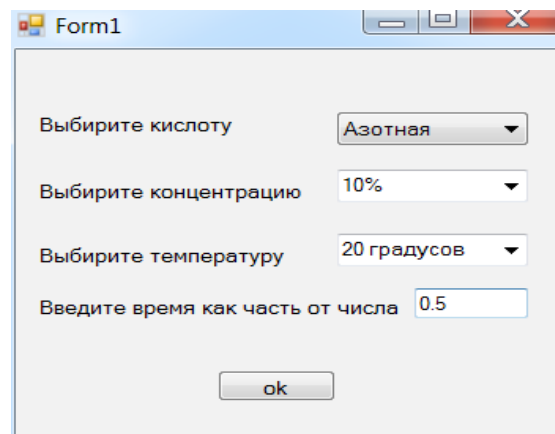 Form1
Выбирите кислоту Азотная
Выбирите концентрацию 10%
Выбирите температуру 20 градусов
Введите время как часть от числа 0.5
ok